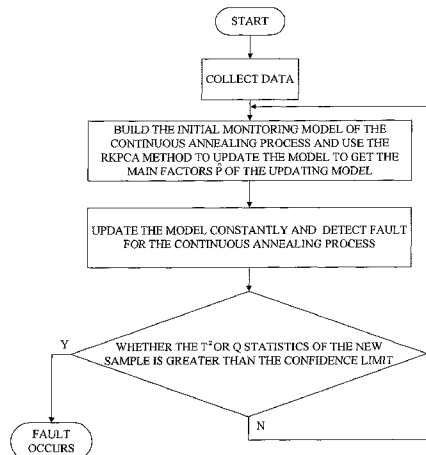 START
COLLECT DATA
BUILD THE INITIAL MONITORING MODEL OF THE
CONTINUOUS ANNEALING PROCESS AND USE THE
RKPCA METHOD TO UPDATE THE MODEL TO GET THE
MAIN FACTORS P̂ OF THE UPDATING MODEL
UPDATE THE MODEL CONSTANTLY AND DETECT FAULT
FOR THE CONTINUOUS ANNEALING PROCESS
WHETHER THE T² OR Q STATISTICS OF THE NEW
SAMPLE IS GREATER THAN THE CONFIDENCE LIMIT
Y
N
FAULT
OCCURS